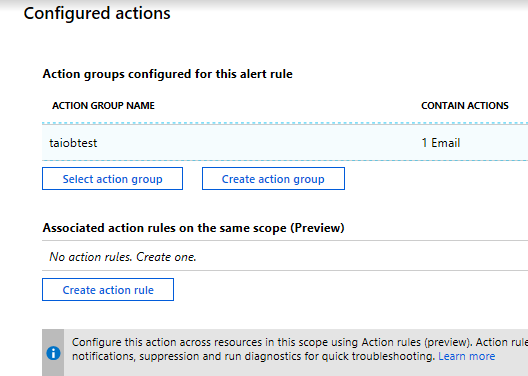 Configured actions
Action groups configured for this alert rule
ACTION GROUP NAME CONTAIN ACTIONS
taiobtest 1 Email
Select action group Create action group
Associated action rules on the same scope (Preview)
No action rules. Create one.
Create action rule
Configure this action across resources in this scope using Action rules (preview). Action rule
notifications, suppression and run diagnostics for quick troubleshooting. Learn more